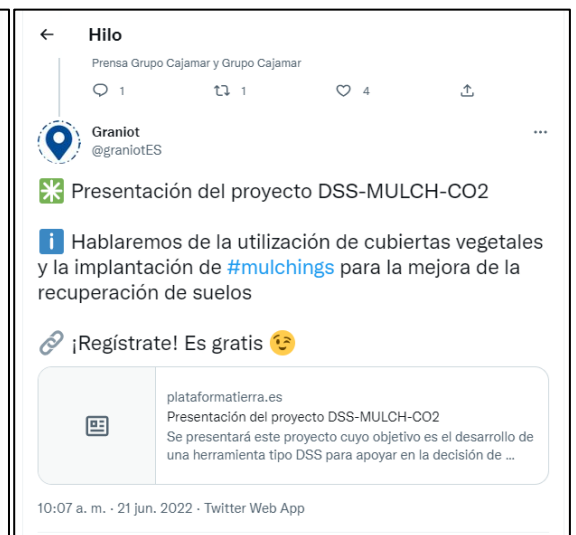 Hilo
Prensa Grupo Cajamar y Grupo Cajamar
1 1 4
Graniot
@graniotES
Presentación del proyecto DSS-MULCH-CO2
Hablaremos de la utilización de cubiertas vegetales
y la implantación de #mulchings para la mejora de la
recuperación de suelos
¡Regístrate! Es gratis 😉
plataformatierra.es
Presentación del proyecto DSS-MULCH-CO2
Se presentará este proyecto cuyo objetivo es el desarrollo de
una herramienta tipo DSS para apoyar en la decisión de ...
10:07 a. m. · 21 jun. 2022 · Twitter Web App